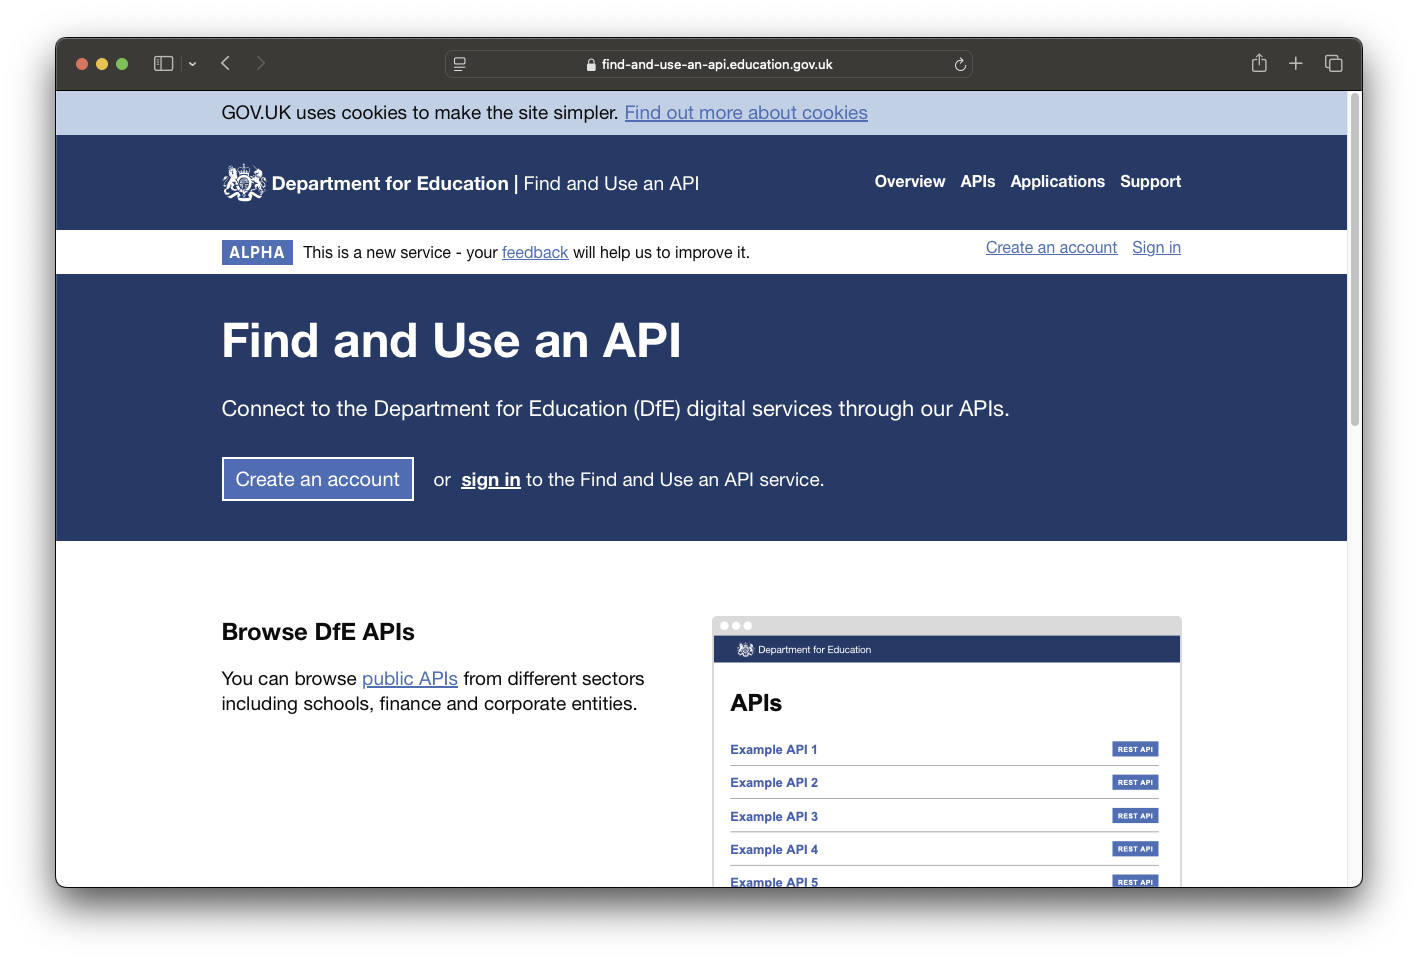 find-and-use-an-api.education.gov.uk
GOV.UK uses cookies to make the site simpler. Find out more about cookies
Department for Education | Find and Use an API
Overview APIs Applications Support
ALPHA This is a new service - your feedback will help us to improve it.
Create an account Sign in
Find and Use an API
Connect to the Department for Education (DfE) digital services through our APIs.
Create an account or sign in to the Find and Use an API service.
Browse DfE APIs
You can browse public APIs from different sectors
including schools, finance and corporate entities.
Department for Education
APIs
Example API 1 REST API
Example API 2 REST API
Example API 3 REST API
Example API 4 REST API
Example API 5 REST API